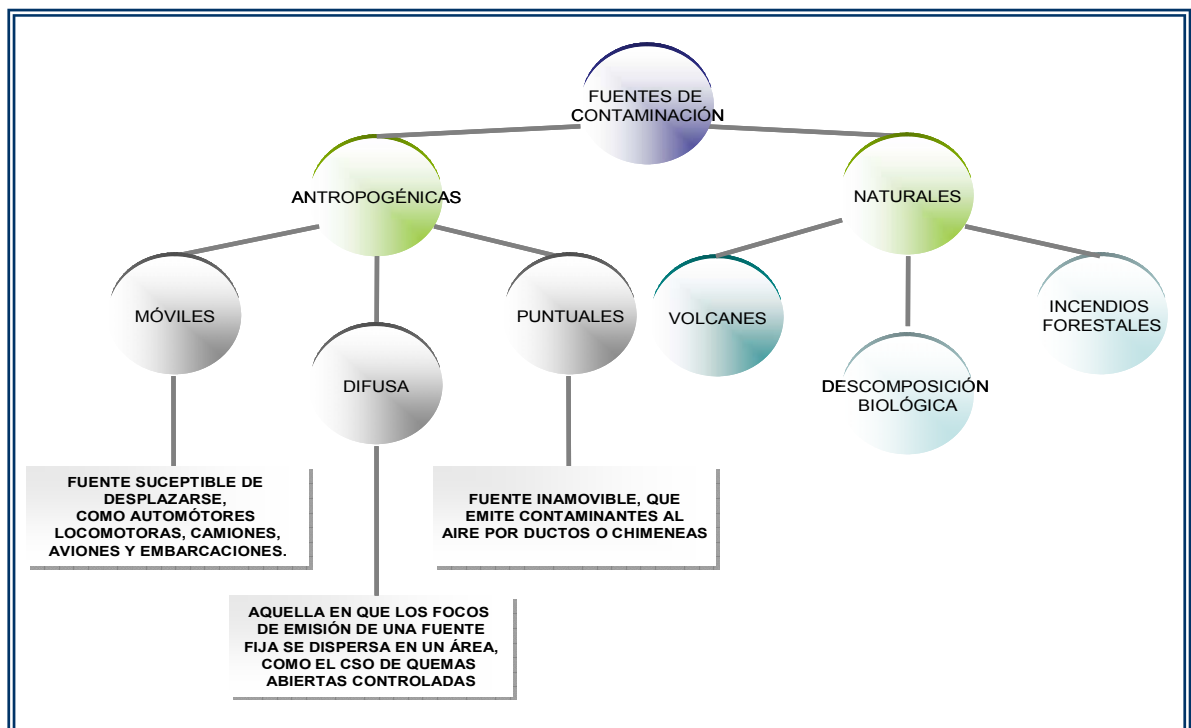 FUENTES DE
CONTAMINACIÓN
ANTROPOGÉNICAS
NATURALES
MÓVILES
DIFUSA
PUNTUALES
VOLCANES
DESCOMPOSICIÓN
BIOLÓGICA
INCENDIOS
FORESTALES
FUENTE SUCEPTIBLE DE
DESPLAZARSE,
COMO AUTOMÓTORES
LOCOMOTORAS, CAMIONES,
AVIONES Y EMBARCACIONES.
FUENTE INAMOVIBLE, QUE
EMITE CONTAMINANTES AL
AIRE POR DUCTOS O CHIMENEAS
AQUELLA EN QUE LOS FOCOS
DE EMISIÓN DE UNA FUENTE
FIJA SE DISPERSA EN UN ÁREA,
COMO EL CSO DE QUEMAS
ABIERTAS CONTROLADAS